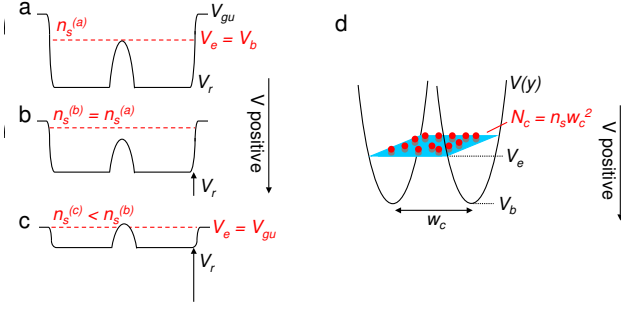 a
n_s^(a)
V_gu
V_e = V_b
V_r
b
n_s^(b) = n_s^(a)
V_r
c
n_s^(c) < n_s^(b)
V_e = V_gu
V_r
V positive
d
V(y)
N_c = n_s w_c^2
V_e
V_b
w_c
V positive